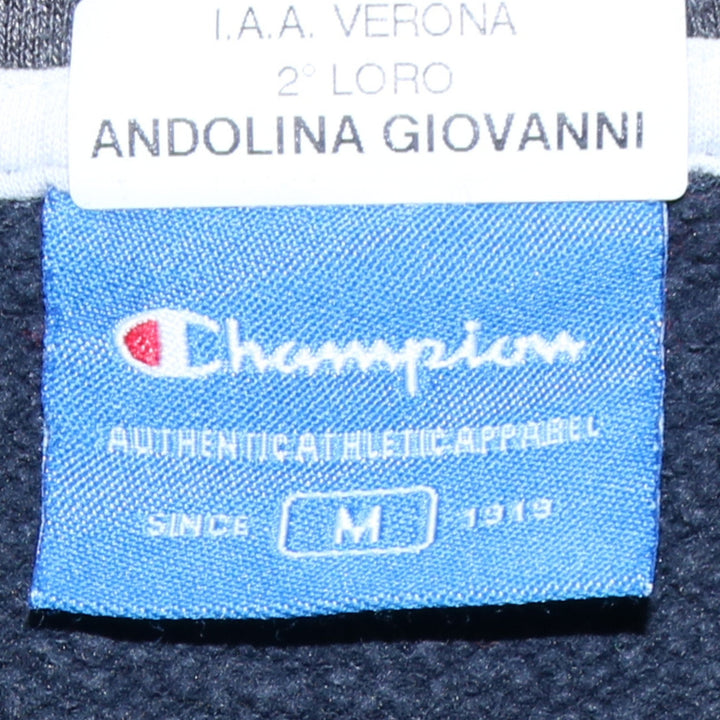 I.A.A. VERONA
2° LORO
ANDOLINA GIOVANNI
Champion
AUTHENTIC ATHLETIC APPAREL
SINCE M 1919